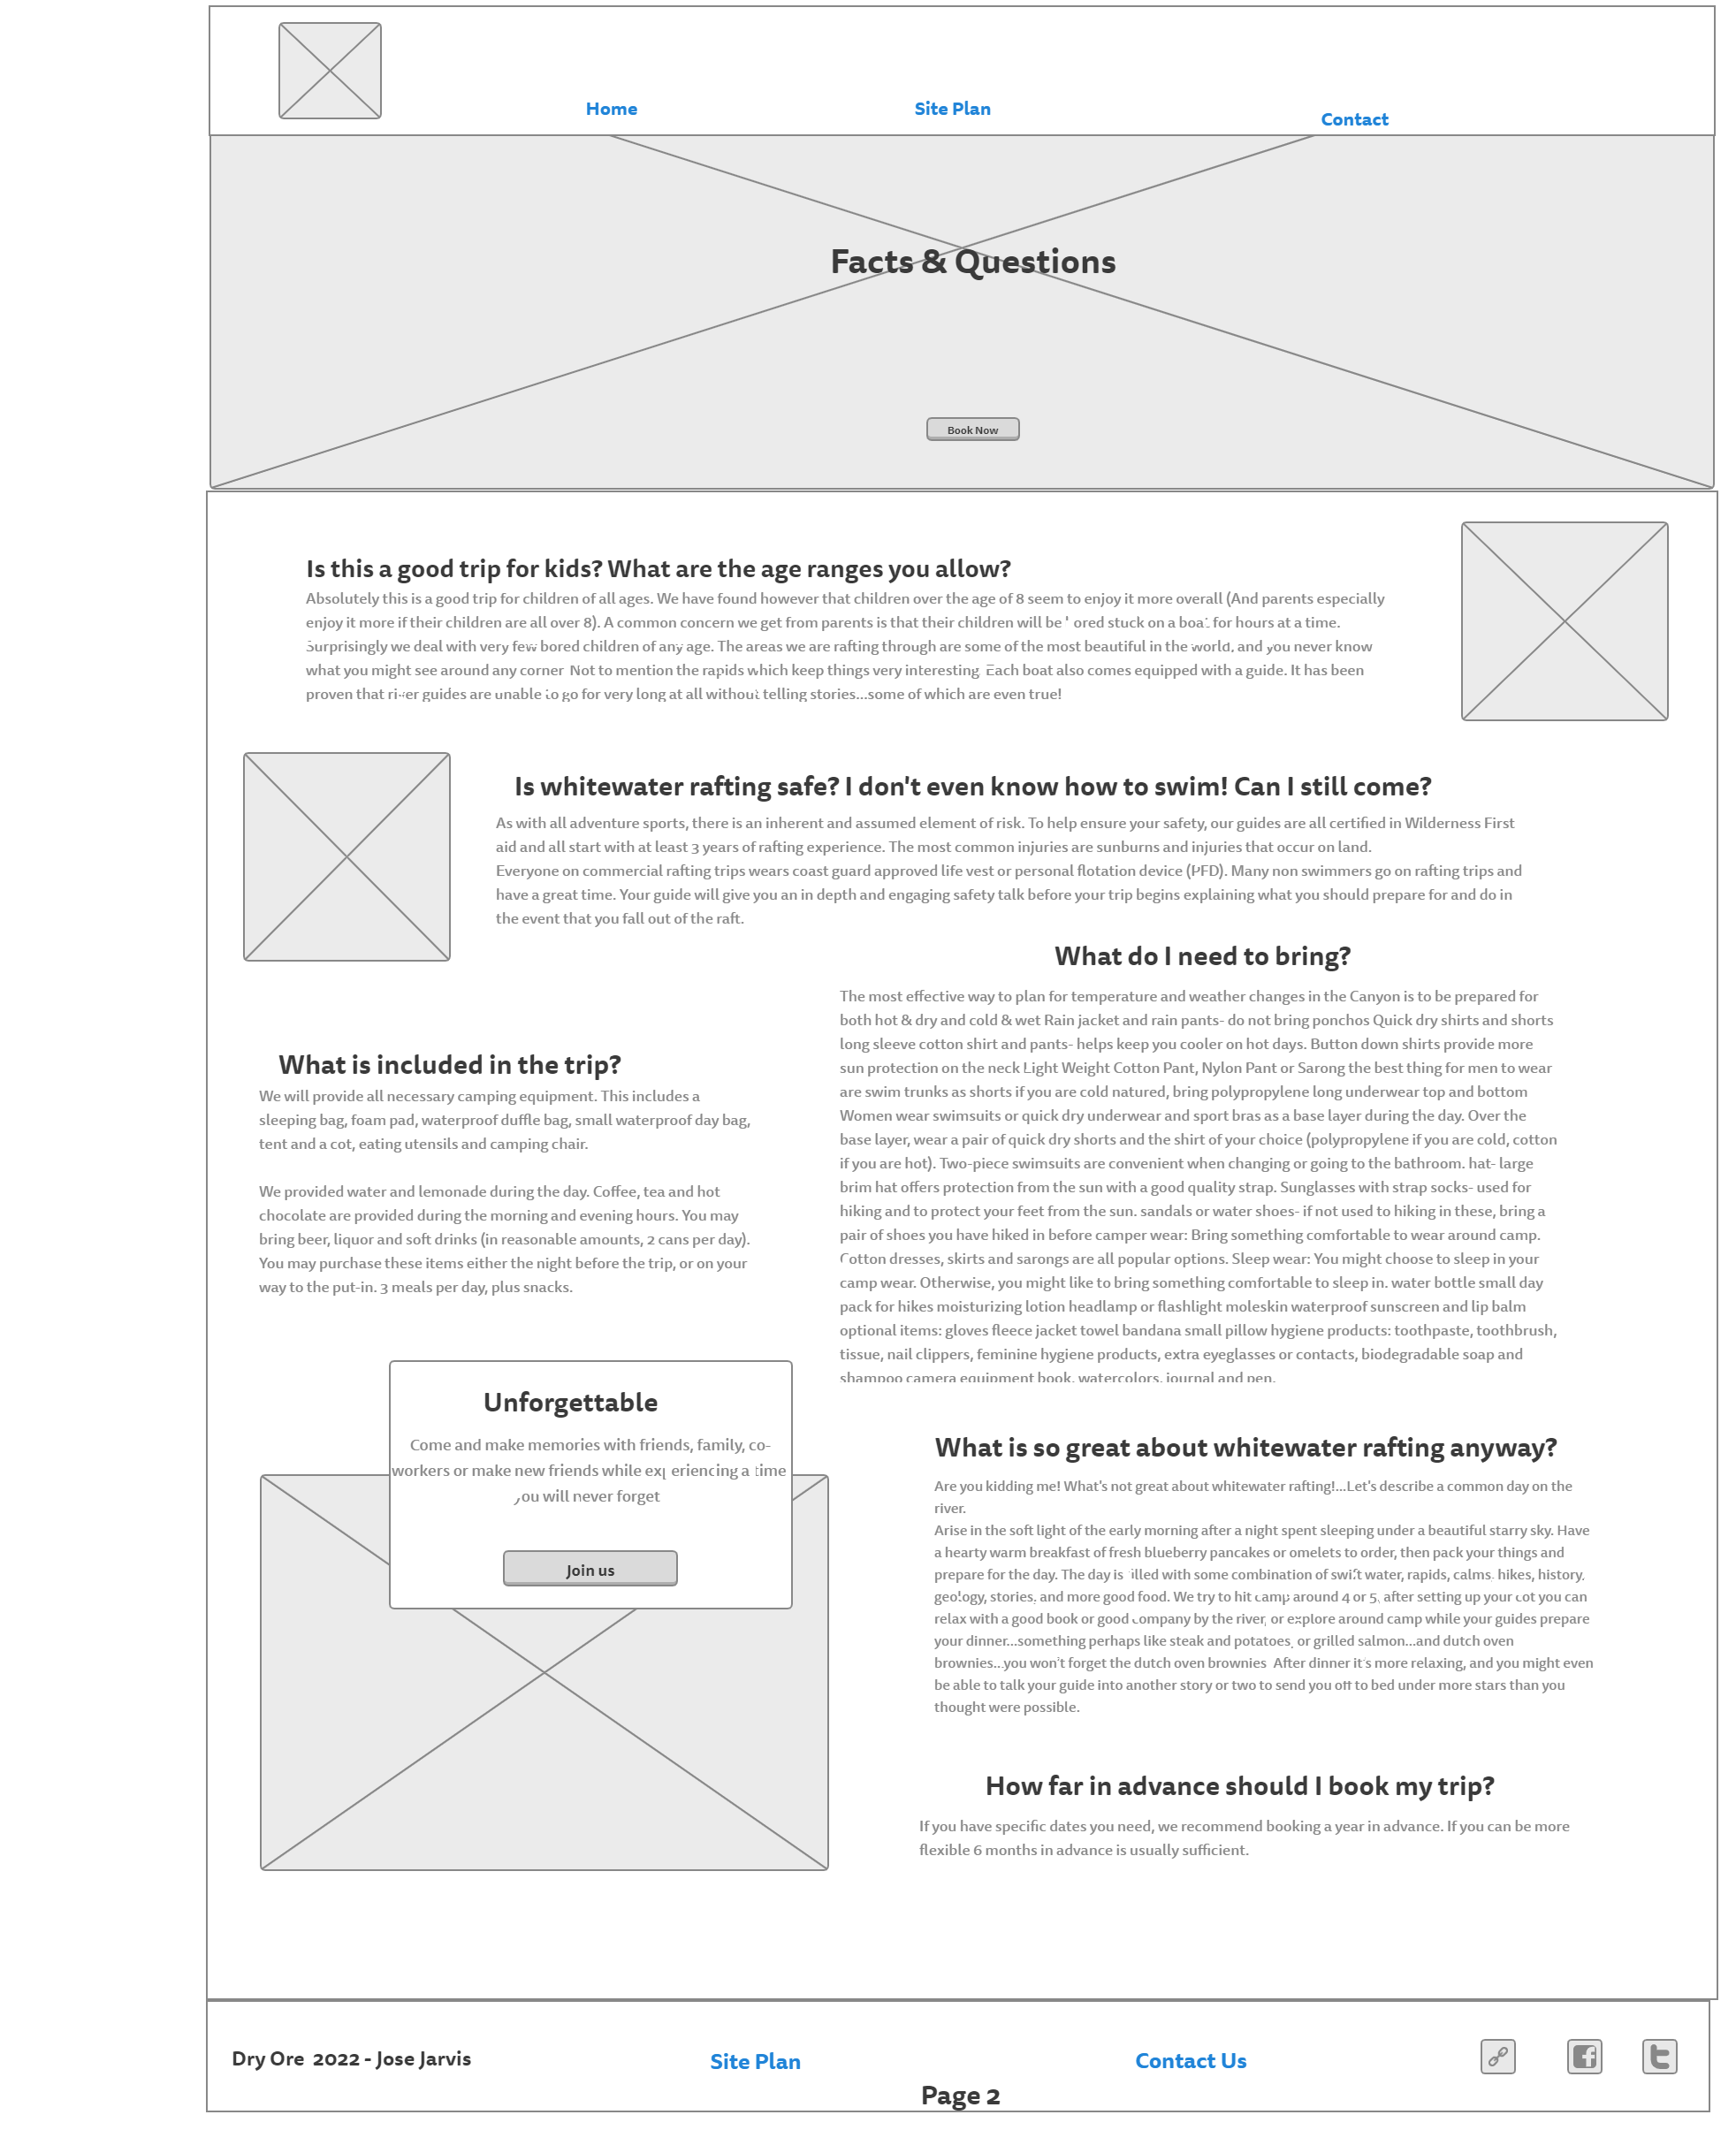 Home
Site Plan
Contact
Facts & Questions
Book Now
Is this a good trip for kids? What are the age ranges you allow?
Absolutely this is a good trip for children of all ages. We have found however that children over the age of 8 seem to enjoy it more overall (And parents especially
enjoy it more if their children are all over 8). A common concern we get from parents is that their children will be bored stuck on a boat for hours at a time.
Surprisingly we deal with very few bored children of any age. The areas we are rafting through are some of the most beautiful in the world, and you never know
what you might see around any corner. Not to mention the rapids which keep things very interesting. Each boat also comes equipped with a guide. It has been
proven that river guides are unable to go for very long at all without telling stories...some of which are even true!
Is whitewater rafting safe? I don't even know how to swim! Can I still come?
As with all adventure sports, there is an inherent and assumed element of risk. To help ensure your safety, our guides are all certified in Wilderness First
aid and all start with at least 3 years of rafting experience. The most common injuries are sunburns and injuries that occur on land.
Everyone on commercial rafting trips wears coast guard approved life vest or personal flotation device (PFD). Many non swimmers go on rafting trips and
have a great time. Your guide will give you an in depth and engaging safety talk before your trip begins explaining what you should prepare for and do in
the event that you fall out of the raft.
What do I need to bring?
The most effective way to plan for temperature and weather changes in the Canyon is to be prepared for
both hot & dry and cold & wet Rain jacket and rain pants- do not bring ponchos Quick dry shirts and shorts
long sleeve cotton shirt and pants- helps keep you cooler on hot days. Button down shirts provide more
sun protection on the neck Light Weight Cotton Pant, Nylon Pant or Sarong the best thing for men to wear
are swim trunks as shorts if you are cold natured, bring polypropylene long underwear top and bottom
Women wear swimsuits or quick dry underwear and sport bras as a base layer during the day. Over the
base layer, wear a pair of quick dry shorts and the shirt of your choice (polypropylene if you are cold, cotton
if you are hot). Two-piece swimsuits are convenient when changing or going to the bathroom. hat- large
brim hat offers protection from the sun with a good quality strap. Sunglasses with strap socks- used for
hiking and to protect your feet from the sun. sandals or water shoes- if not used to hiking in these, bring a
pair of shoes you have hiked in before camper wear: Bring something comfortable to wear around camp.
Cotton dresses, skirts and sarongs are all popular options. Sleep wear: You might choose to sleep in your
camp wear. Otherwise, you might like to bring something comfortable to sleep in. water bottle small day
pack for hikes moisturizing lotion headlamp or flashlight moleskin waterproof sunscreen and lip balm
optional items: gloves fleece jacket towel bandana small pillow hygiene products: toothpaste, toothbrush,
tissue, nail clippers, feminine hygiene products, extra eyeglasses or contacts, biodegradable soap and
shampoo camera equipment book, watercolors, journal and pen.
What is included in the trip?
We will provide all necessary camping equipment. This includes a
sleeping bag, foam pad, waterproof duffle bag, small waterproof day bag,
tent and a cot, eating utensils and camping chair.
We provided water and lemonade during the day. Coffee, tea and hot
chocolate are provided during the morning and evening hours. You may
bring beer, liquor and soft drinks (in reasonable amounts, 2 cans per day).
You may purchase these items either the night before the trip, or on your
way to the put-in. 3 meals per day, plus snacks.
Unforgettable
Come and make memories with friends, family, co-
workers or make new friends while experiencing a time
you will never forget
Join us
What is so great about whitewater rafting anyway?
Are you kidding me! What's not great about whitewater rafting!...Let's describe a common day on the
river.
Arise in the soft light of the early morning after a night spent sleeping under a beautiful starry sky. Have
a hearty warm breakfast of fresh blueberry pancakes or omelets to order, then pack your things and
prepare for the day. The day is filled with some combination of swift water, rapids, calms, hikes, history,
geology, stories, and more good food. We try to hit camp around 4 or 5, after setting up your cot you can
relax with a good book or good company by the river, or explore around camp while your guides prepare
your dinner...something perhaps like steak and potatoes, or grilled salmon...and dutch oven
brownies...you won't forget the dutch oven brownies. After dinner it's more relaxing, and you might even
be able to talk your guide into another story or two to send you off to bed under more stars than you
thought were possible.
How far in advance should I book my trip?
If you have specific dates you need, we recommend booking a year in advance. If you can be more
flexible 6 months in advance is usually sufficient.
Dry Ore 2022 - Jose Jarvis
Site Plan
Contact Us
Page 2